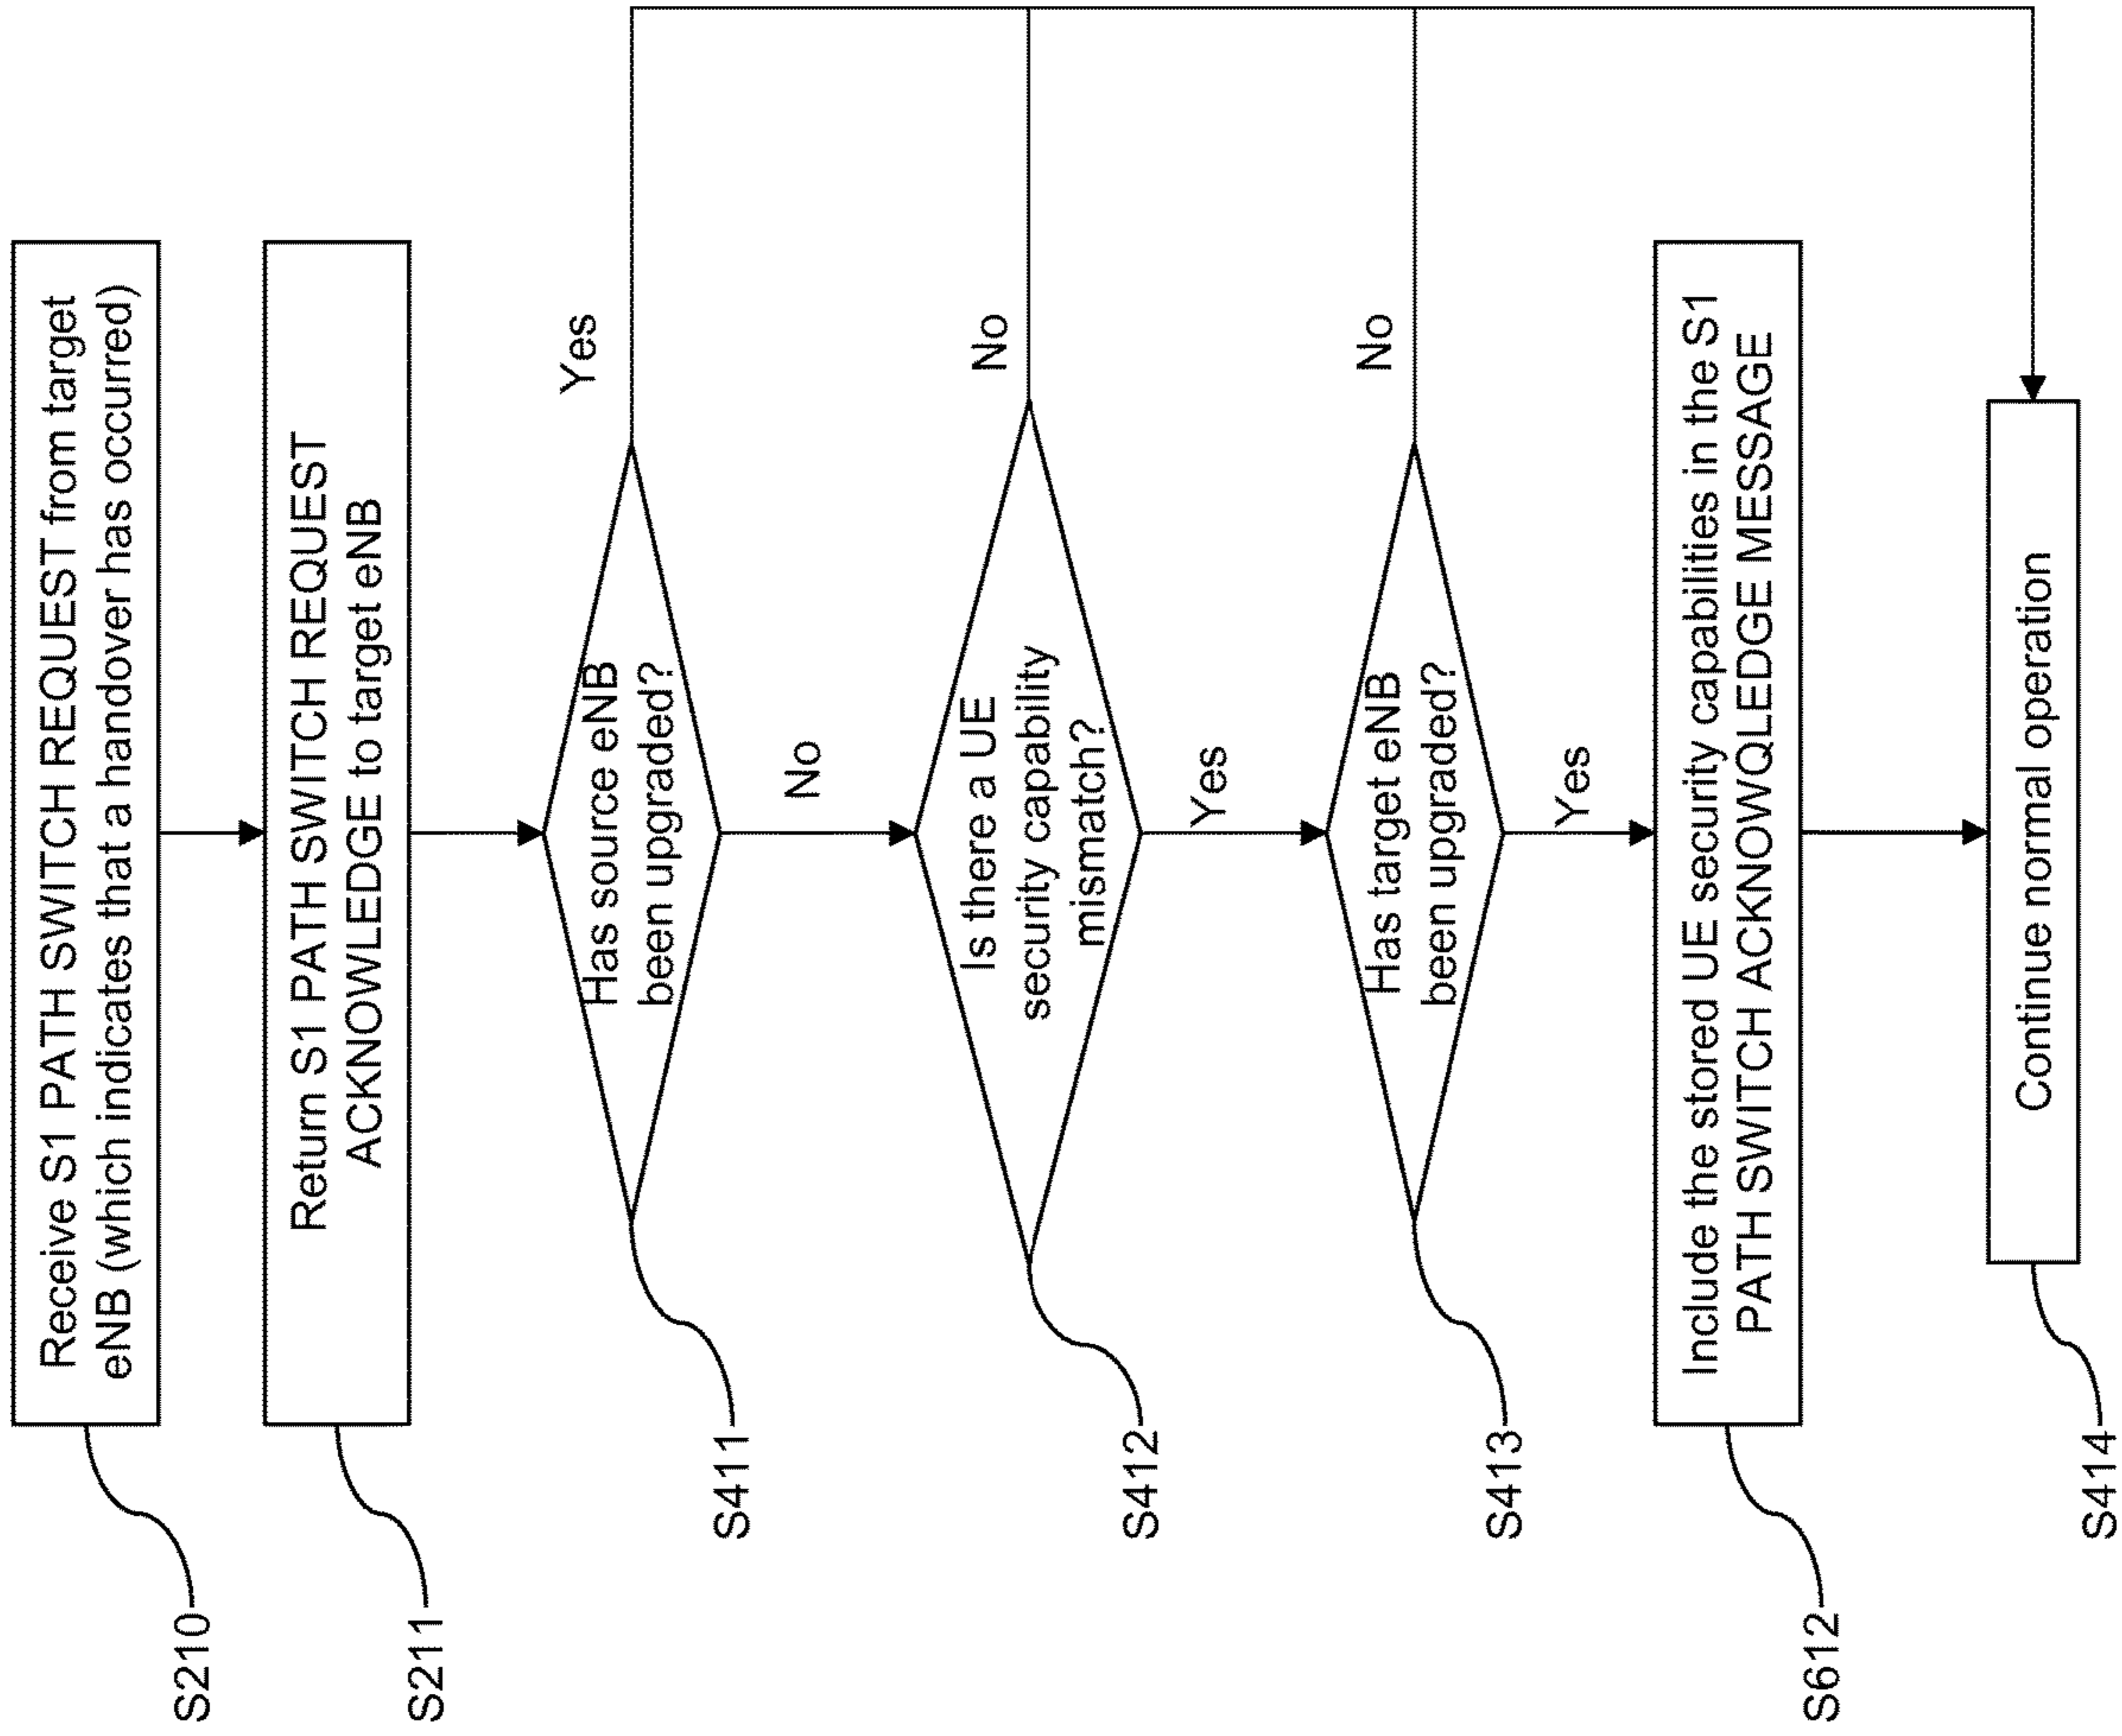 Receive S1 PATH SWITCH REQUEST from target
eNB (which indicates that a handover has occurred)
S210
Return S1 PATH SWITCH REQUEST
ACKNOWLEDGE to target eNB
S211
Has source eNB
been upgraded?
Yes
No
S411
Is there a UE
security capability
mismatch?
No
Yes
S412
Has target eNB
been upgraded?
No
Yes
S413
Include the stored UE security capabilities in the S1
PATH SWITCH ACKNOWQLEDGE MESSAGE
S612
Continue normal operation
S414